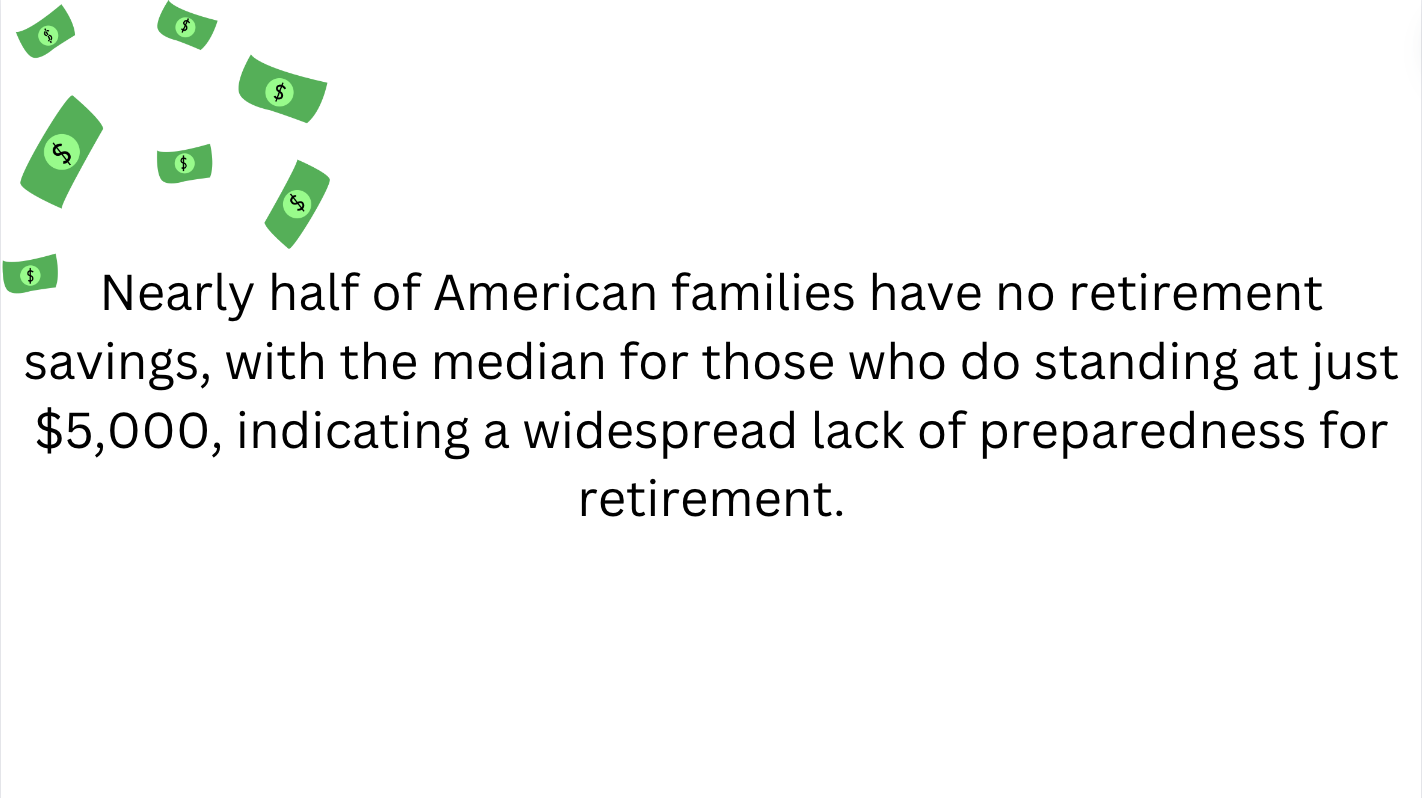 Nearly half of American families have no retirement
savings, with the median for those who do standing at just
$5,000, indicating a widespread lack of preparedness for
retirement.
$
$
$
$
$
$
$